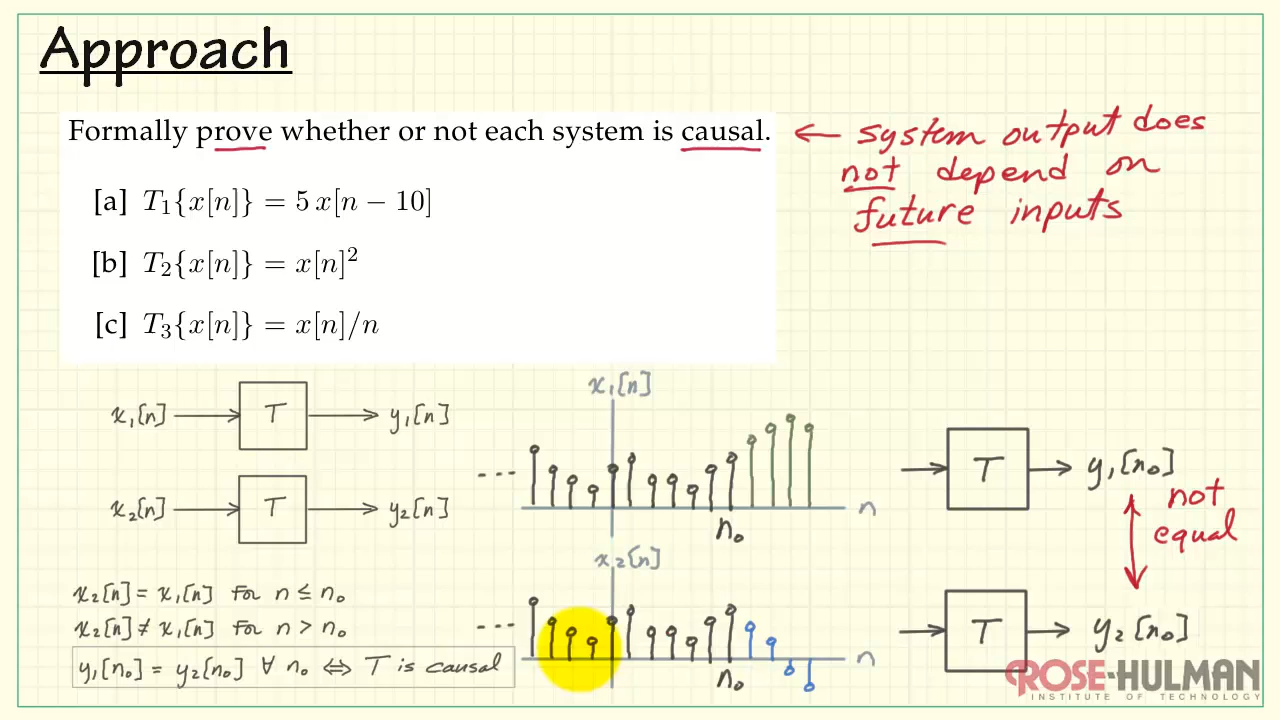 Approach
Formally prove whether or not each system is causal.
← system output does
not depend on
future inputs
[a] T₁{x[n]} = 5 x[n − 10]
[b] T₂{x[n]} = x[n]²
[c] T₃{x[n]} = x[n]/n
x₁[n] → T → y₁[n]
x₂[n] → T → y₂[n]
x₂[n] = x₁[n] for n ≤ n₀
x₂[n] ≠ x₁[n] for n > n₀
y₁[n₀] = y₂[n₀] ∀ n₀ ⇔ T is causal
x₁[n]
...
n
n₀
x₂[n]
...
n
n₀
T → y₁[n₀]
not
equal
T → y₂[n₀]
ROSE-HULMAN
INSTITUTE OF TECHNOLOGY